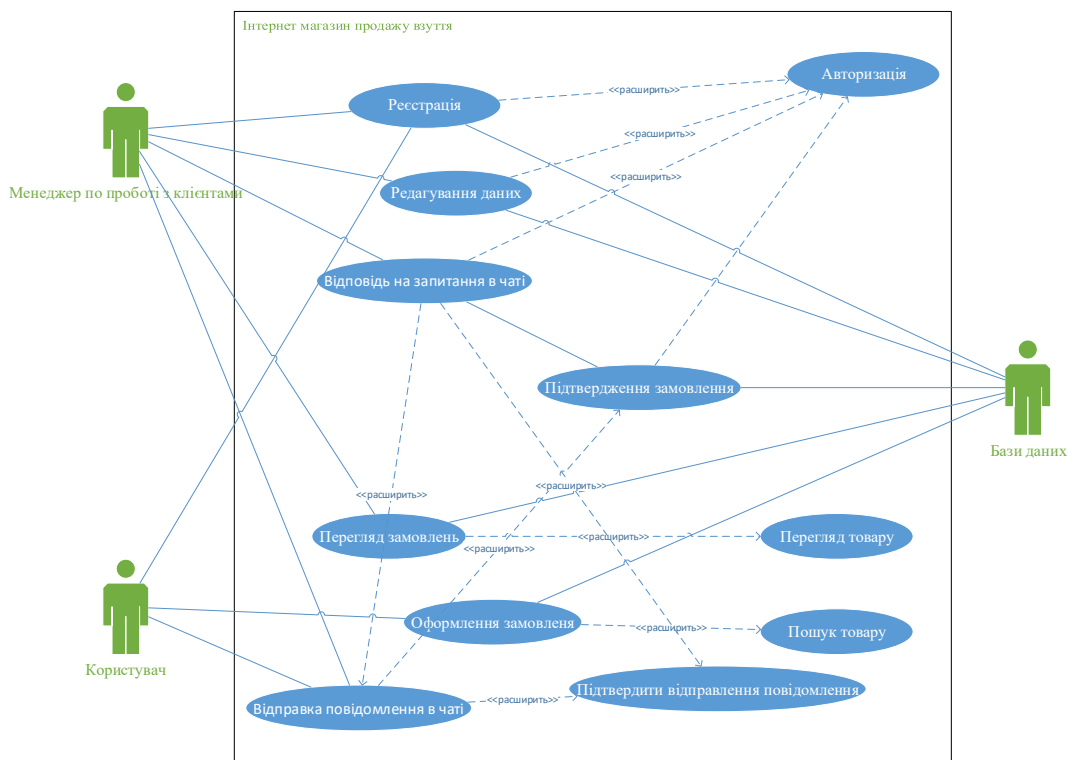 Інтернет магазин продажу взуття
Авторизація
Реєстрація
<<расширить>>
<<расширить>>
<<расширить>>
Менеджер по проботі з клієнтами
Редагування даних
Відповідь на запитання в чаті
Підтвердження замовлення
Бази даних
<<расширить>>
<<расширить>>
Перегляд замовлень
<<расширить>>
<<расширить>>
Перегляд товару
Оформлення замовленя
<<расширить>>
Пошук товару
Користувач
Підтвердити відправлення повідомлення
<<расширить>>
Відправка повідомлення в чаті